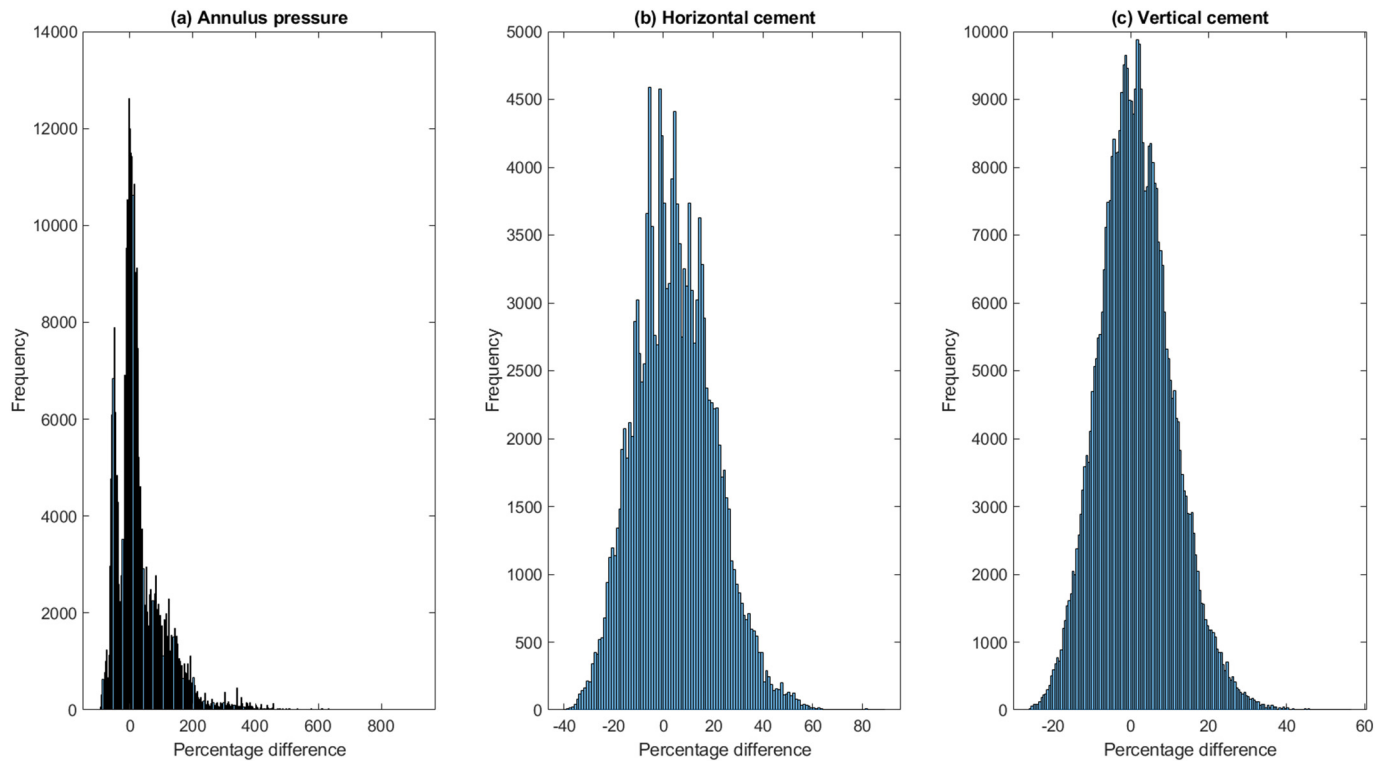 (a) Annulus pressure
14000
12000
10000
8000
6000
4000
2000
0
Frequency
0 200 400 600 800
Percentage difference
(b) Horizontal cement
5000
4500
4000
3500
3000
2500
2000
1500
1000
500
0
Frequency
-40 -20 0 20 40 60 80
Percentage difference
(c) Vertical cement
10000
9000
8000
7000
6000
5000
4000
3000
2000
1000
0
Frequency
-20 0 20 40 60
Percentage difference